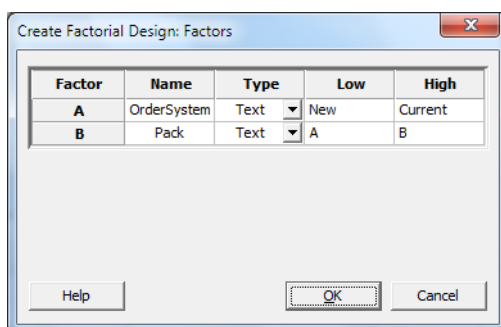 Create Factorial Design: Factors
Factor Name Type Low High
A OrderSystem Text New Current
B Pack Text A B
Help OK Cancel